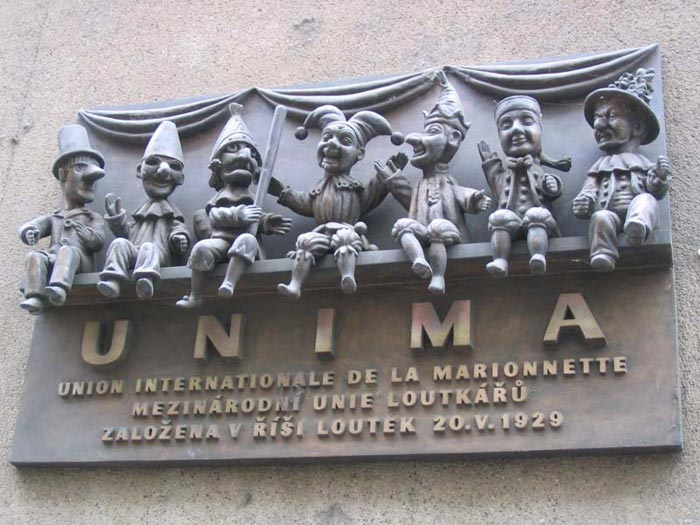 UNIMA
UNION INTERNATIONALE DE LA MARIONNETTE
MEZINÁRODNÍ UNIE LOUTKÁŘŮ
ZALOŽENA V ŘÍŠI LOUTEK 20.V.1929